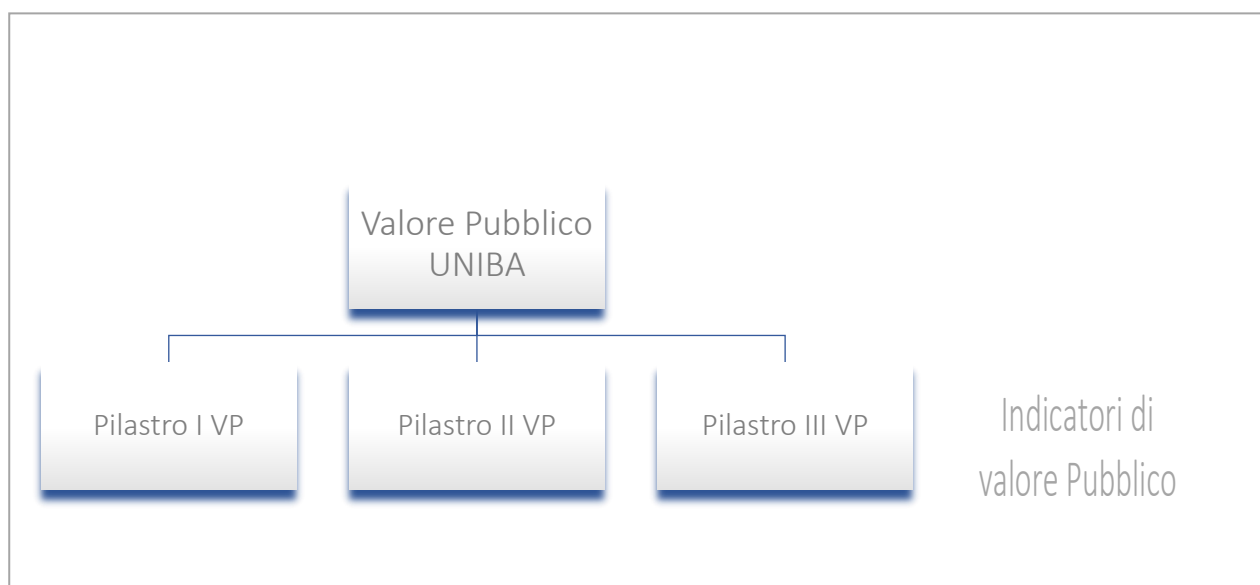 Valore Pubblico
UNIBA
Pilastro I VP
Pilastro II VP
Pilastro III VP
Indicatori di
valore Pubblico